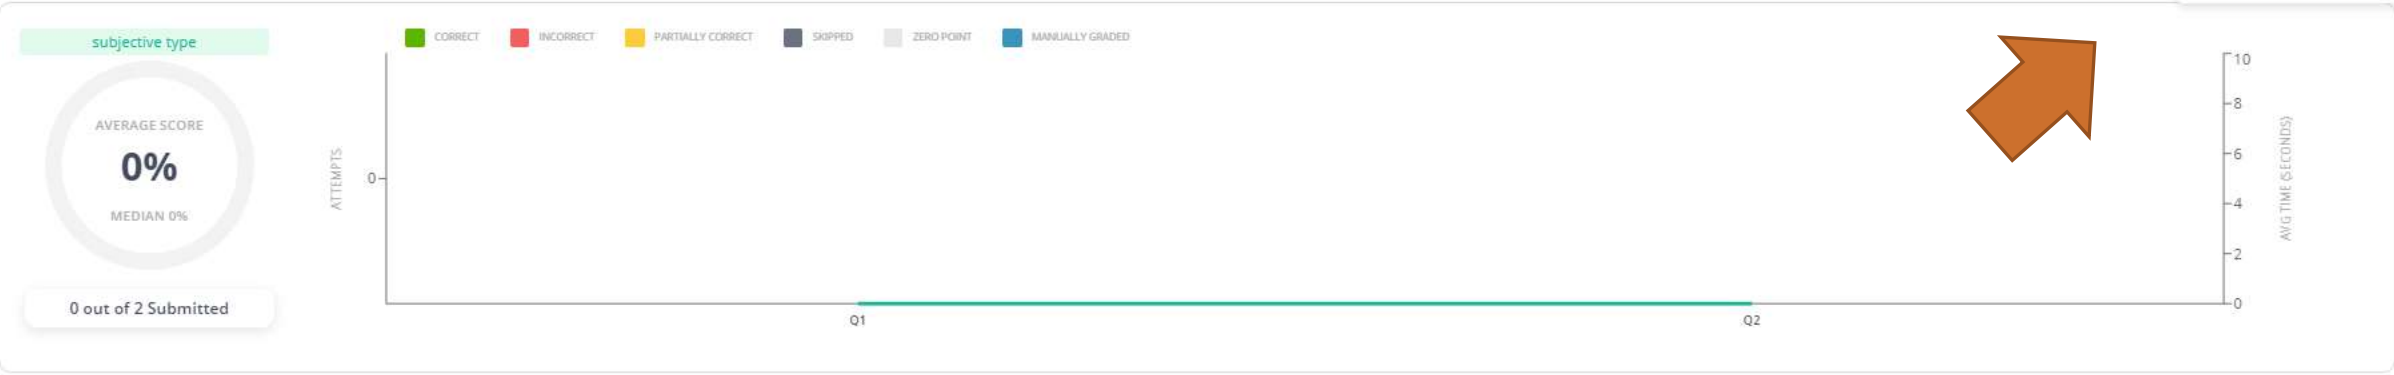 subjective type
AVERAGE SCORE
0%
MEDIAN 0%
0 out of 2 Submitted
CORRECT INCORRECT PARTIALLY CORRECT SKIPPED ZERO POINT MANUALLY GRADED
ATTEMPTS
0
Q1 Q2
10
8
6
4
2
0
AVG TIME (SECONDS)